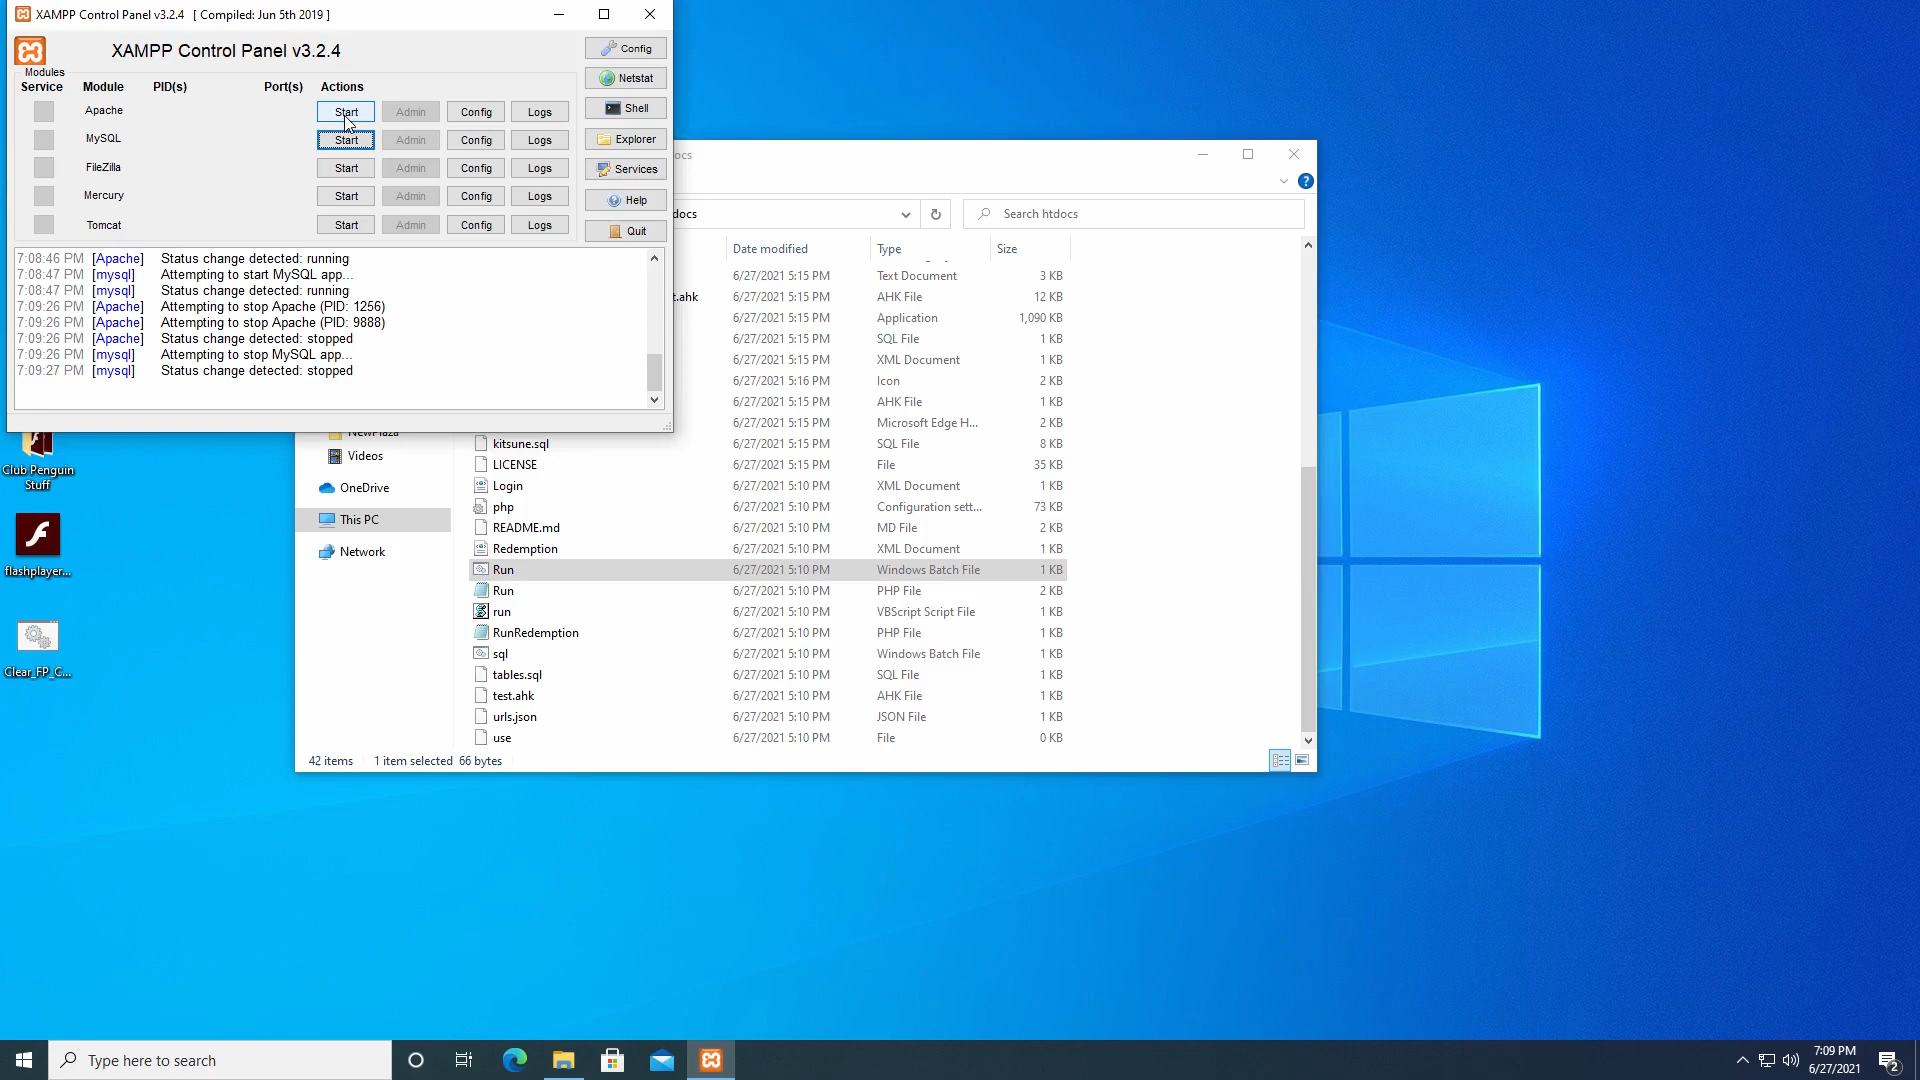 XAMPP Control Panel v3.2.4 [ Compiled: Jun 5th 2019 ]
XAMPP Control Panel v3.2.4
Config
Modules
Service Module PID(s) Port(s) Actions
Netstat
Apache Start Admin Config Logs
Shell
MySQL Start Admin Config Logs
Explorer
FileZilla Start Admin Config Logs
Services
Mercury Start Admin Config Logs
Help
Tomcat Start Admin Config Logs
Quit
7:08:46 PM [Apache] Status change detected: running
7:08:47 PM [mysql] Attempting to start MySQL app...
7:08:47 PM [mysql] Status change detected: running
7:09:26 PM [Apache] Attempting to stop Apache (PID: 1256)
7:09:26 PM [Apache] Attempting to stop Apache (PID: 9888)
7:09:26 PM [Apache] Status change detected: stopped
7:09:26 PM [mysql] Attempting to stop MySQL app...
7:09:27 PM [mysql] Status change detected: stopped
ocs
docs Search htdocs
Date modified Type Size
6/27/2021 5:15 PM Text Document 3 KB
t.ahk 6/27/2021 5:15 PM AHK File 12 KB
6/27/2021 5:15 PM Application 1,090 KB
6/27/2021 5:15 PM SQL File 1 KB
6/27/2021 5:15 PM XML Document 1 KB
6/27/2021 5:16 PM Icon 2 KB
6/27/2021 5:15 PM AHK File 1 KB
6/27/2021 5:15 PM Microsoft Edge H... 2 KB
kitsune.sql 6/27/2021 5:15 PM SQL File 8 KB
LICENSE 6/27/2021 5:15 PM File 35 KB
Login 6/27/2021 5:10 PM XML Document 1 KB
php 6/27/2021 5:10 PM Configuration sett... 73 KB
README.md 6/27/2021 5:10 PM MD File 2 KB
Redemption 6/27/2021 5:10 PM XML Document 1 KB
Run 6/27/2021 5:10 PM Windows Batch File 1 KB
Run 6/27/2021 5:10 PM PHP File 2 KB
run 6/27/2021 5:10 PM VBScript Script File 1 KB
RunRedemption 6/27/2021 5:10 PM PHP File 1 KB
sql 6/27/2021 5:10 PM Windows Batch File 1 KB
tables.sql 6/27/2021 5:10 PM SQL File 1 KB
test.ahk 6/27/2021 5:10 PM AHK File 1 KB
urls.json 6/27/2021 5:10 PM JSON File 1 KB
use 6/27/2021 5:10 PM File 0 KB
NewPlaza
Videos
OneDrive
This PC
Network
42 items 1 item selected 66 bytes
Club Penguin
Stuff
flashplayer...
Clear_FP_C...
Type here to search
7:09 PM
6/27/2021
2